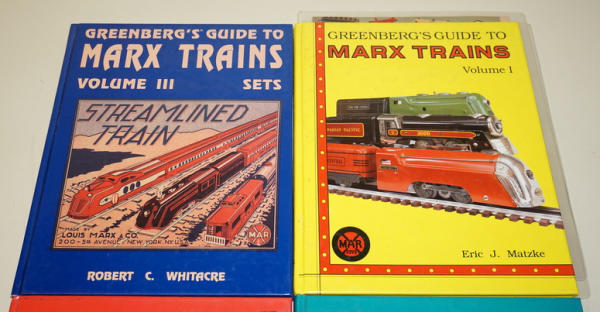 GREENBERG'S GUIDE TO
MARX TRAINS
VOLUME III SETS
STREAMLINED
TRAIN
MADE BY
LOUIS MARX & CO.
200-5TH AVENUE, NEW YORK, N.Y. U.
MAR
ROBERT C. WHITACRE
GREENBERG'S GUIDE TO
MARX TRAINS
Volume I
3000
MAR
Eric J. Matzke